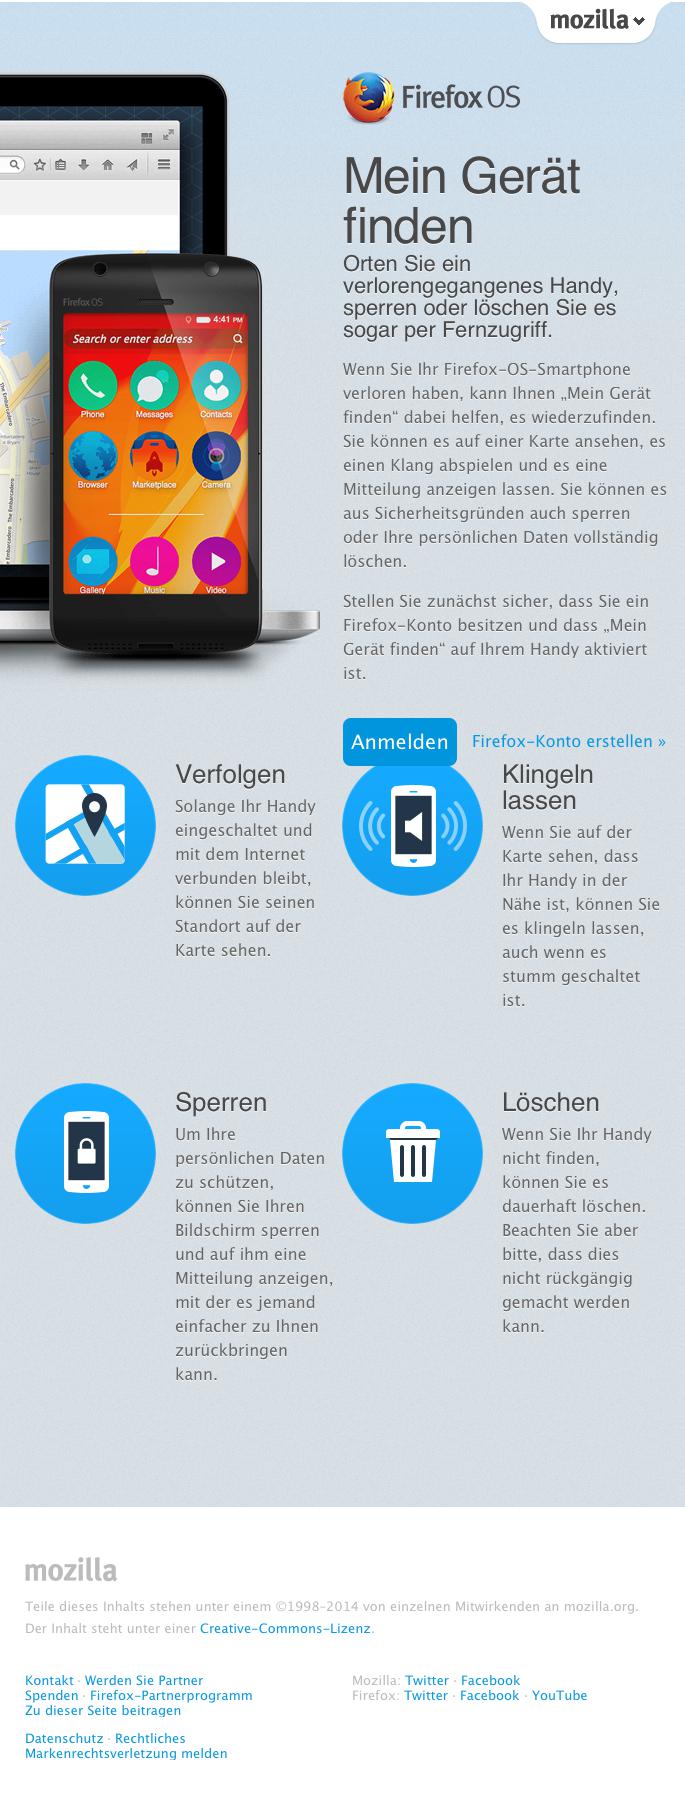 mozilla
Firefox OS
Mein Gerät
finden
Orten Sie ein
verlorengegangenes Handy,
sperren oder löschen Sie es
sogar per Fernzugriff.
Wenn Sie Ihr Firefox-OS-Smartphone
verloren haben, kann Ihnen „Mein Gerät
finden“ dabei helfen, es wiederzufinden.
Sie können es auf einer Karte ansehen, es
einen Klang abspielen und es eine
Mitteilung anzeigen lassen. Sie können es
aus Sicherheitsgründen auch sperren
oder Ihre persönlichen Daten vollständig
löschen.
Stellen Sie zunächst sicher, dass Sie ein
Firefox-Konto besitzen und dass „Mein
Gerät finden“ auf Ihrem Handy aktiviert
ist.
Anmelden Firefox-Konto erstellen »
Firefox OS
4:41 PM
Search or enter address
Phone Messages Contacts
Browser Marketplace Camera
Gallery Music Video
The Embarcadero
The Embarcadero
Verfolgen
Solange Ihr Handy
eingeschaltet und
mit dem Internet
verbunden bleibt,
können Sie seinen
Standort auf der
Karte sehen.
Klingeln
lassen
Wenn Sie auf der
Karte sehen, dass
Ihr Handy in der
Nähe ist, können Sie
es klingeln lassen,
auch wenn es
stumm geschaltet
ist.
Sperren
Um Ihre
persönlichen Daten
zu schützen,
können Sie Ihren
Bildschirm sperren
und auf ihm eine
Mitteilung anzeigen,
mit der es jemand
einfacher zu Ihnen
zurückbringen
kann.
Löschen
Wenn Sie Ihr Handy
nicht finden,
können Sie es
dauerhaft löschen.
Beachten Sie aber
bitte, dass dies
nicht rückgängig
gemacht werden
kann.
mozilla
Teile dieses Inhalts stehen unter einem ©1998–2014 von einzelnen Mitwirkenden an mozilla.org.
Der Inhalt steht unter einer Creative-Commons-Lizenz.
Kontakt · Werden Sie Partner
Spenden · Firefox-Partnerprogramm
Zu dieser Seite beitragen
Datenschutz · Rechtliches
Markenrechtsverletzung melden
Mozilla: Twitter · Facebook
Firefox: Twitter · Facebook · YouTube